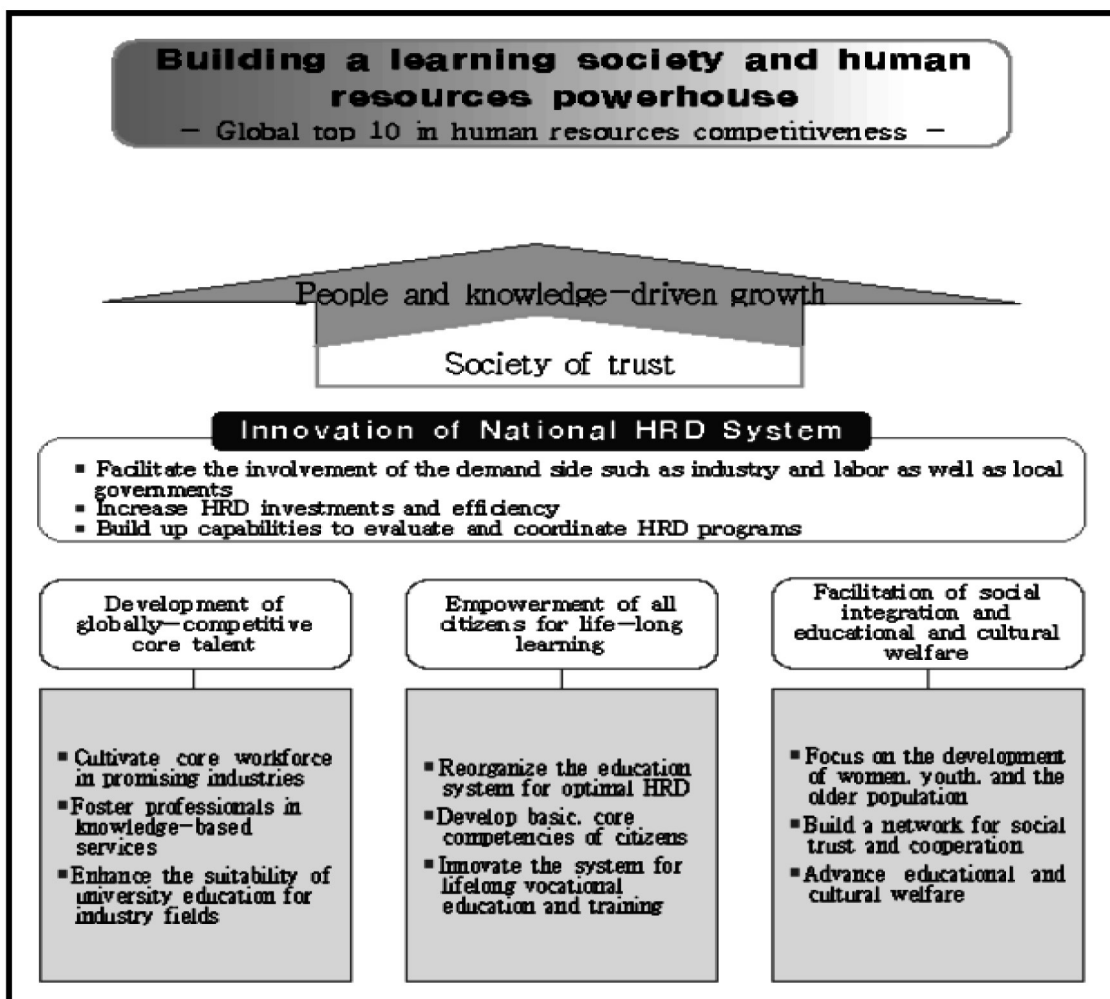 Building a learning society and human
resources powerhouse
- Global top 10 in human resources competitiveness -
People and knowledge-driven growth
Society of trust
Innovation of National HRD System
▪ Facilitate the involvement of the demand side such as industry and labor as well as local
governments
▪ Increase HRD investments and efficiency
▪ Build up capabilities to evaluate and coordinate HRD programs
Development of
globally-competitive
core talent
▪ Cultivate core workforce
in promising industries
▪ Foster professionals in
knowledge-based
services
▪ Enhance the suitability of
university education for
industry fields
Empowerment of all
citizens for life-long
learning
▪ Reorganize the education
system for optimal HRD
▪ Develop basic, core
competencies of citizens
▪ Innovate the system for
lifelong vocational
education and training
Facilitation of social
integration and
educational and cultural
welfare
▪ Focus on the development
of women, youth, and the
older population
▪ Build a network for social
trust and cooperation
▪ Advance educational and
cultural welfare